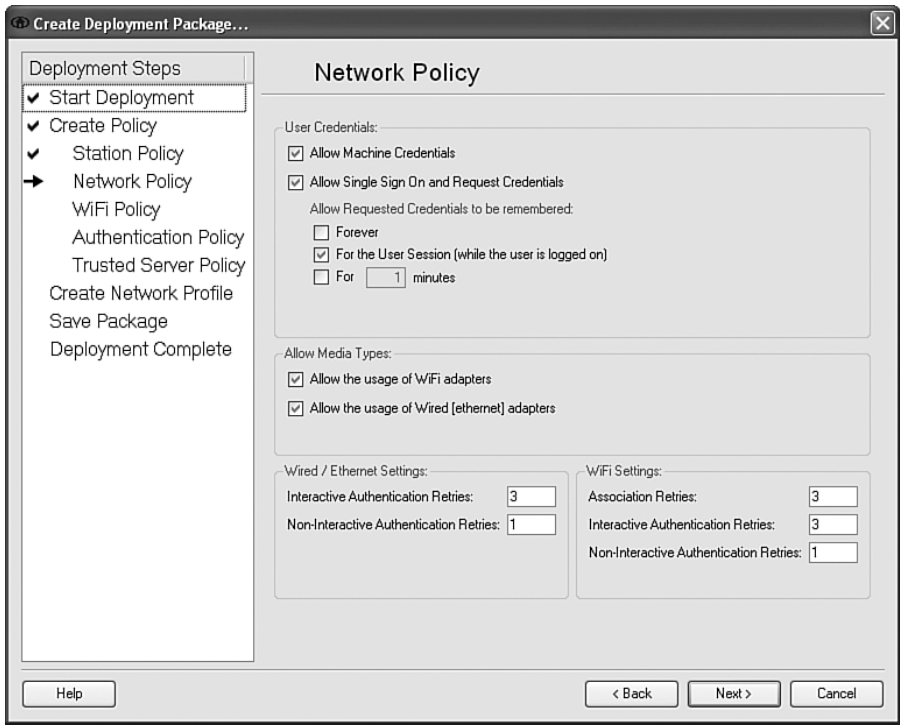 Create Deployment Package...
Deployment Steps
Start Deployment
Create Policy
Station Policy
Network Policy
WiFi Policy
Authentication Policy
Trusted Server Policy
Create Network Profile
Save Package
Deployment Complete
Network Policy
User Credentials:
Allow Machine Credentials
Allow Single Sign On and Request Credentials
Allow Requested Credentials to be remembered:
Forever
For the User Session (while the user is logged on)
For 1 minutes
Allow Media Types:
Allow the usage of WiFi adapters
Allow the usage of Wired [ethernet] adapters
Wired / Ethernet Settings:
Interactive Authentication Retries: 3
Non-Interactive Authentication Retries: 1
WiFi Settings:
Association Retries: 3
Interactive Authentication Retries: 3
Non-Interactive Authentication Retries: 1
Help
< Back
Next >
Cancel